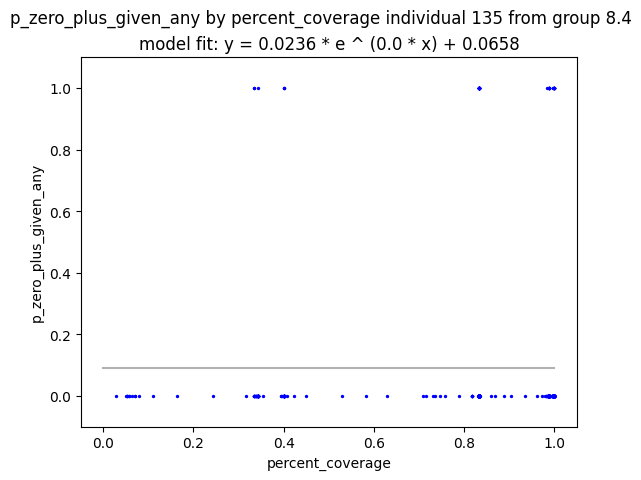 p_zero_plus_given_any by percent_coverage individual 135 from group 8.4
model fit: y = 0.0236 * e ^ (0.0 * x) + 0.0658
1.0
0.8
0.6
0.4
0.2
0.0
p_zero_plus_given_any
0.0 0.2 0.4 0.6 0.8 1.0
percent_coverage